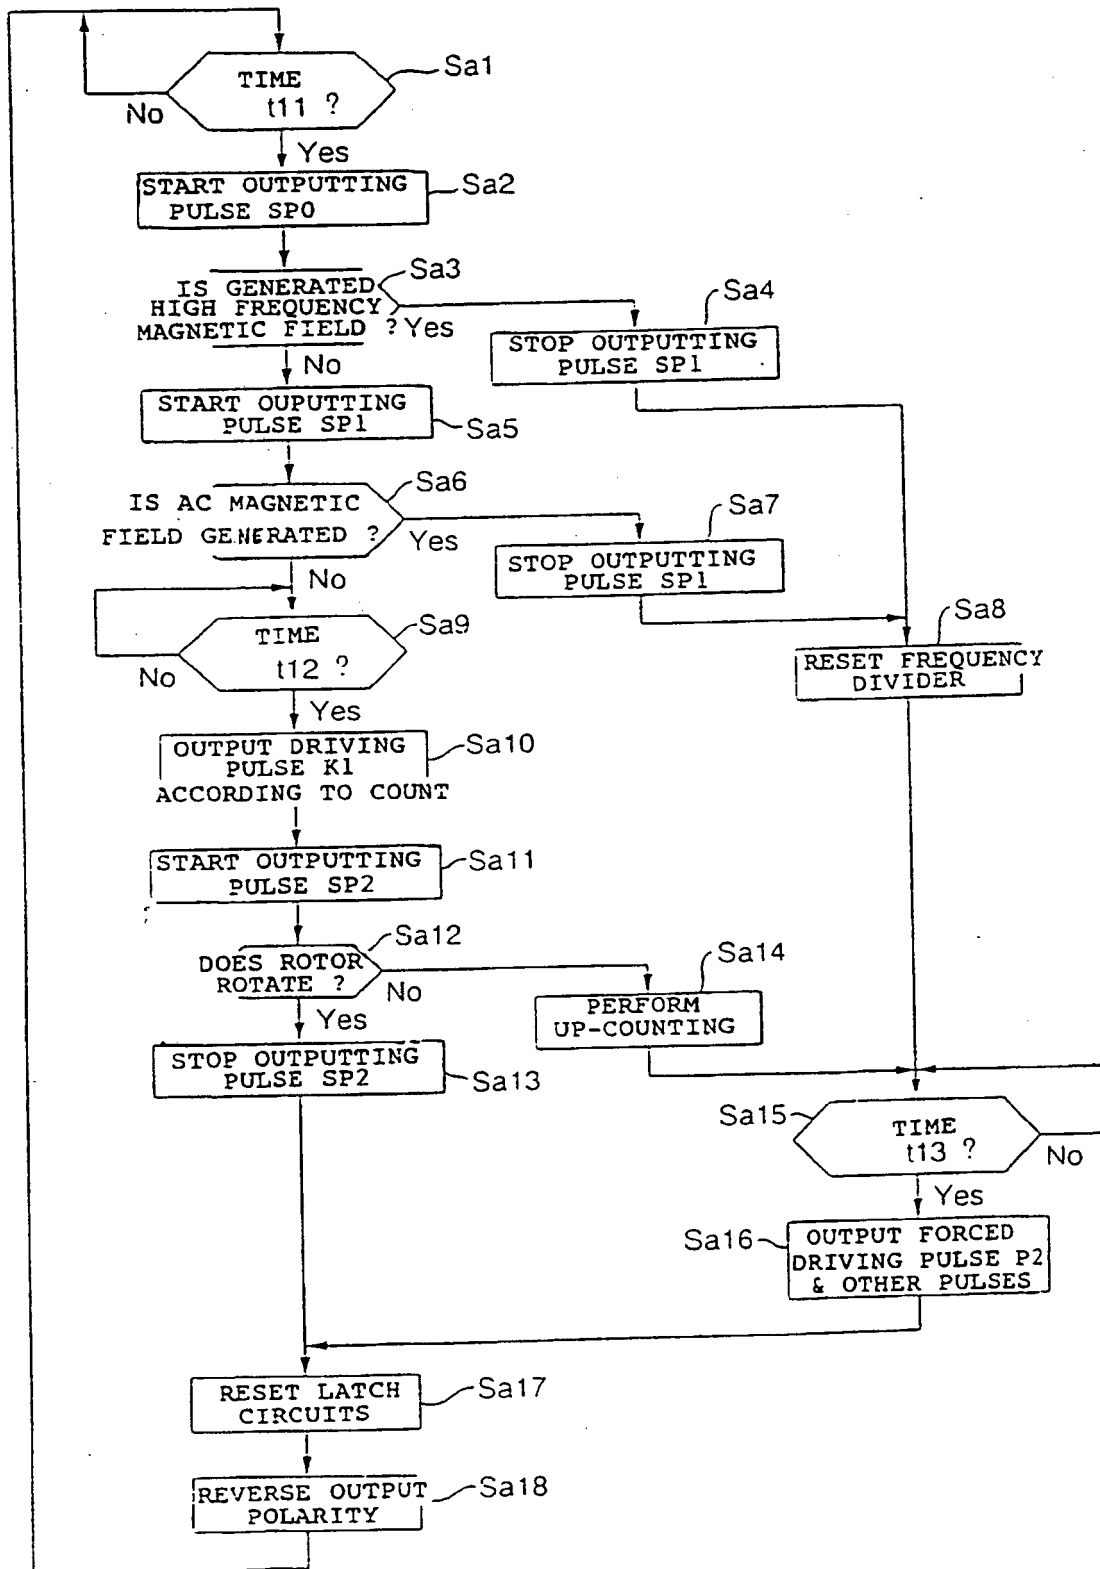 TIME
t11 ?
Sa1
No
Yes
START OUTPUTTING
PULSE SP0
Sa2
IS GENERATED
HIGH FREQUENCY
MAGNETIC FIELD ?
Sa3
Yes
No
STOP OUTPUTTING
PULSE SP1
Sa4
START OUPUTTING
PULSE SP1
Sa5
IS AC MAGNETIC
FIELD GENERATED ?
Sa6
Yes
No
STOP OUTPUTTING
PULSE SP1
Sa7
RESET FREQUENCY
DIVIDER
Sa8
TIME
t12 ?
Sa9
No
Yes
OUTPUT DRIVING
PULSE K1
ACCORDING TO COUNT
Sa10
START OUTPUTTING
PULSE SP2
Sa11
DOES ROTOR
ROTATE ?
Sa12
No
Yes
PERFORM
UP-COUNTING
Sa14
STOP OUTPUTTING
PULSE SP2
Sa13
Sa15
TIME
t13 ?
No
Yes
Sa16
OUTPUT FORCED
DRIVING PULSE P2
& OTHER PULSES
RESET LATCH
CIRCUITS
Sa17
REVERSE OUTPUT
POLARITY
Sa18